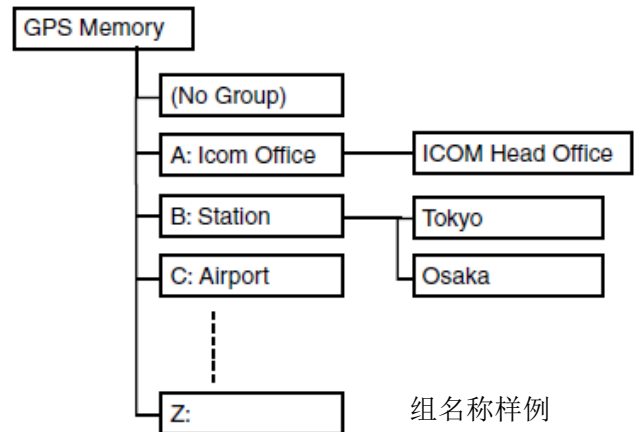 GPS Memory
(No Group)
A: Icom Office
ICOM Head Office
B: Station
Tokyo
C: Airport
Osaka
Z:
组名称样例